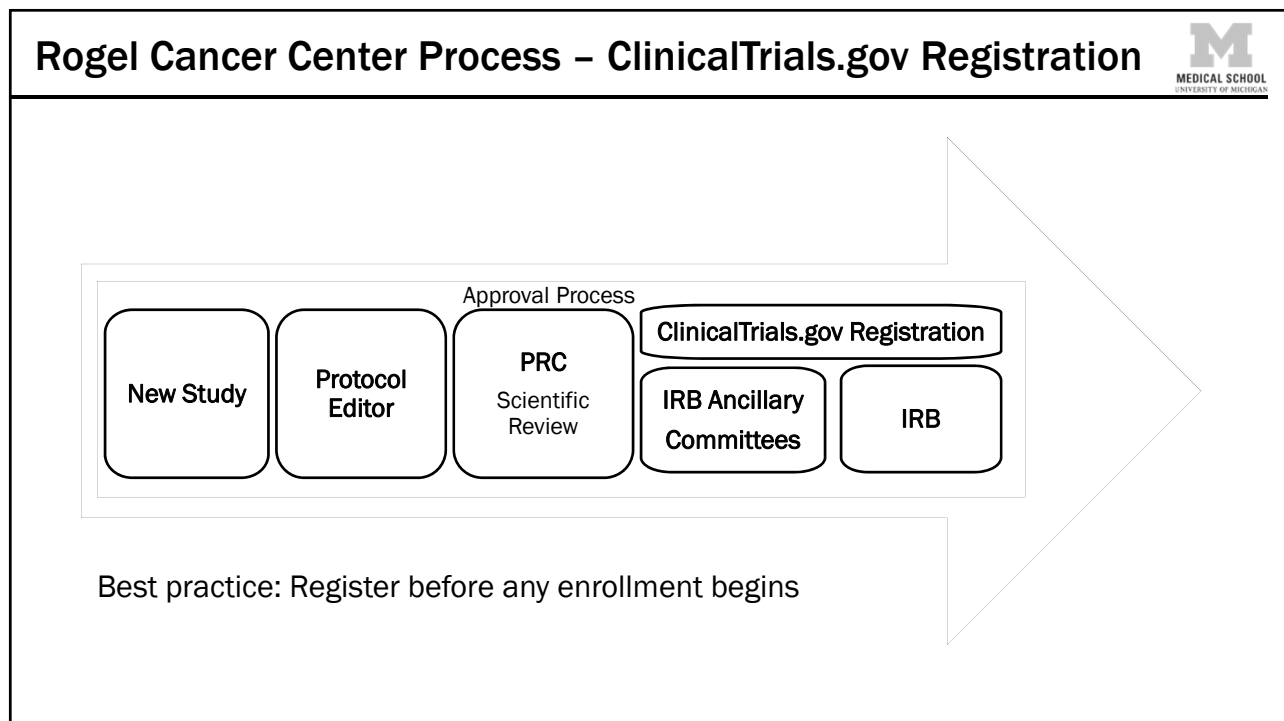 Rogel Cancer Center Process – ClinicalTrials.gov Registration
M
MEDICAL SCHOOL
UNIVERSITY OF MICHIGAN
Approval Process
New Study
Protocol
Editor
PRC
Scientific
Review
ClinicalTrials.gov Registration
IRB Ancillary
Committees
IRB
Best practice: Register before any enrollment begins